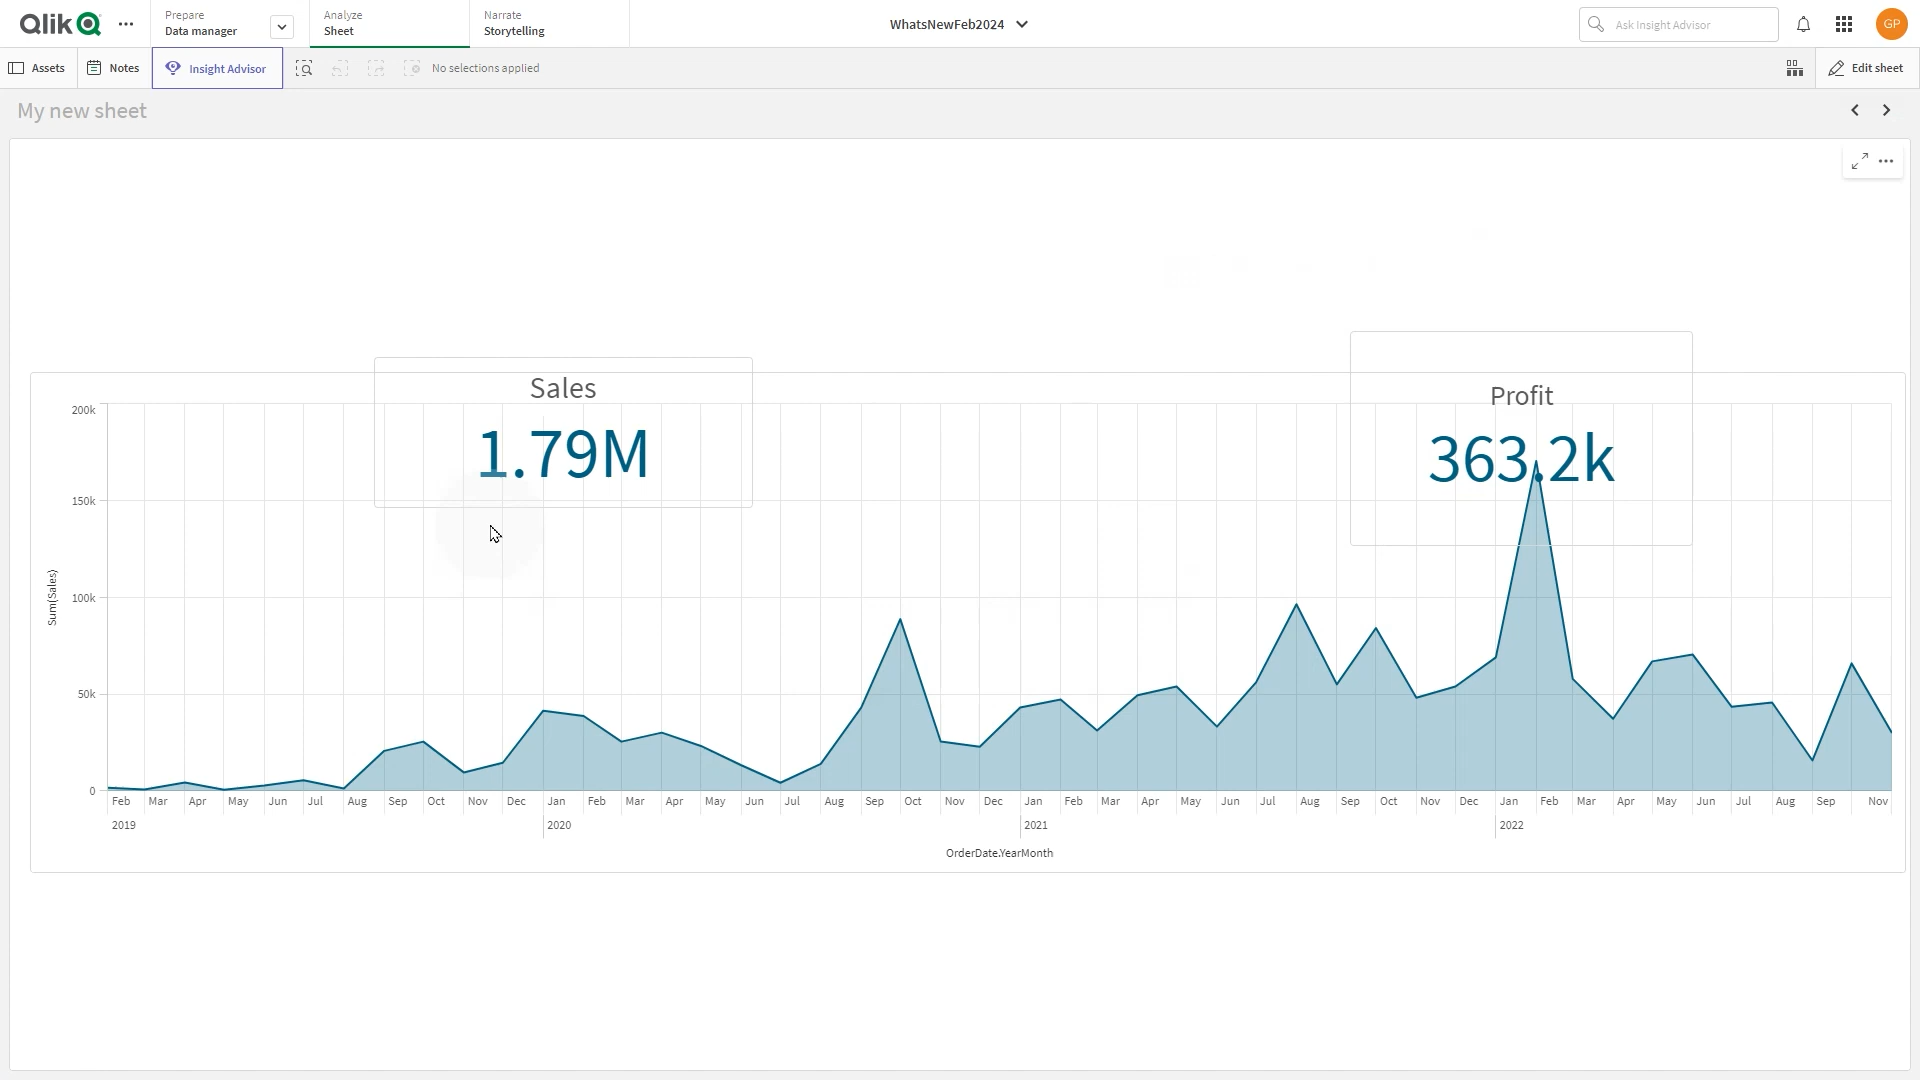 Qlik
Prepare
Data manager
Analyze
Sheet
Narrate
Storytelling
WhatsNewFeb2024
Ask Insight Advisor
GP
Assets
Notes
Insight Advisor
No selections applied
Edit sheet
My new sheet
Sales
1.79M
Profit
363.2k
200k
150k
100k
50k
0
Sum(Sales)
Feb Mar Apr May Jun Jul Aug Sep Oct Nov Dec Jan Feb Mar Apr May Jun Jul Aug Sep Oct Nov Dec Jan Feb Mar Apr May Jun Jul Aug Sep Oct Nov Dec Jan Feb Mar Apr May Jun Jul Aug Sep Nov
2019 2020 2021 2022
OrderDate.YearMonth